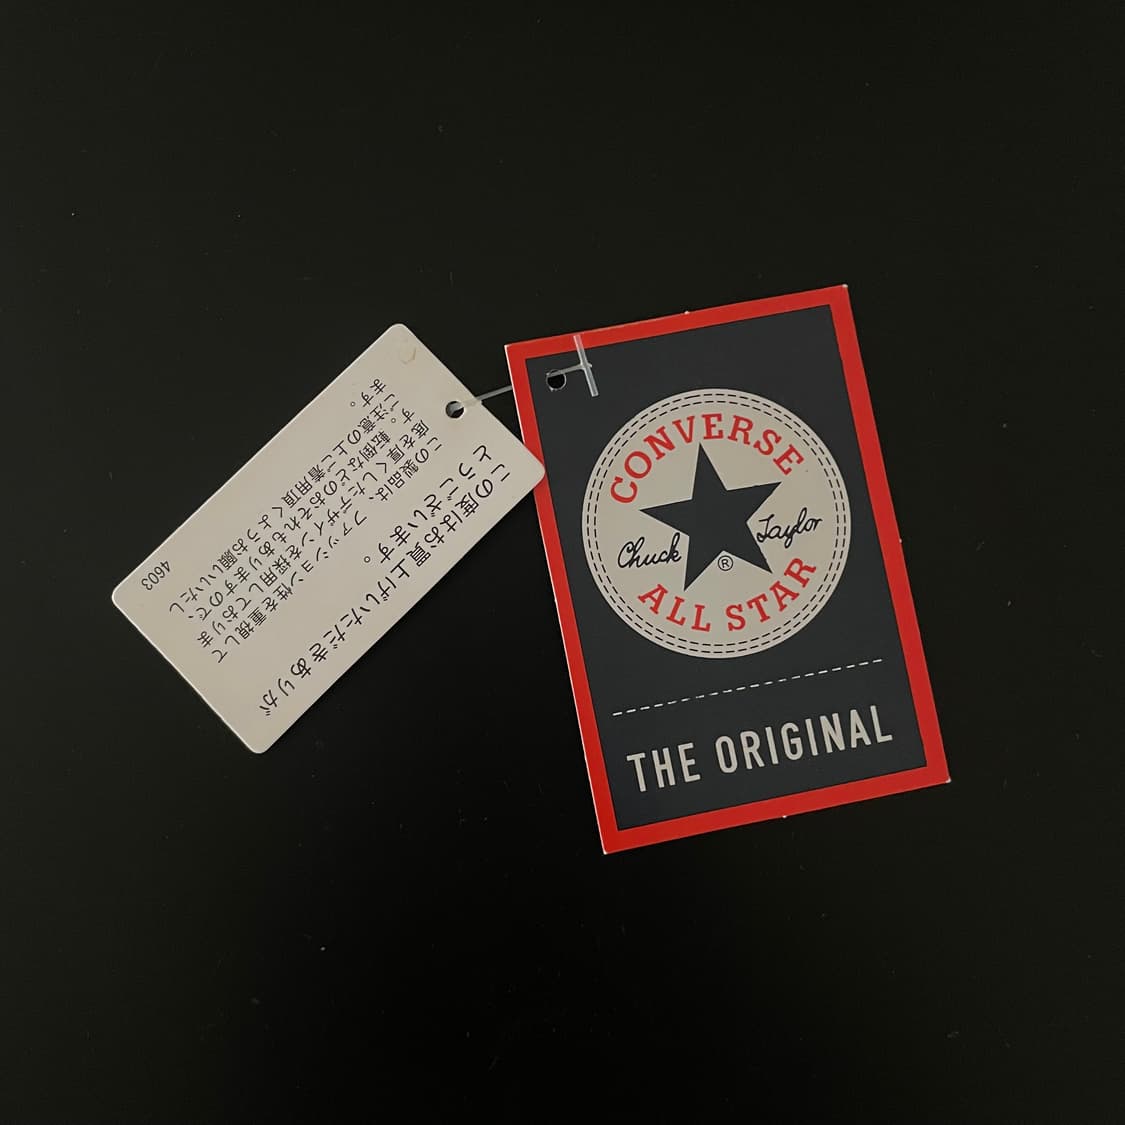 この度はお買上げいただきありが
とうございます。
この製品は、ファッション性を重視して
底を厚くしたデザインを採用しておりま
す。転倒などのおそれもありますので、
ご注意の上ご着用頂くようお願いいたし
ます。
4603
CONVERSE
Chuck Taylor
®
ALL STAR
THE ORIGINAL